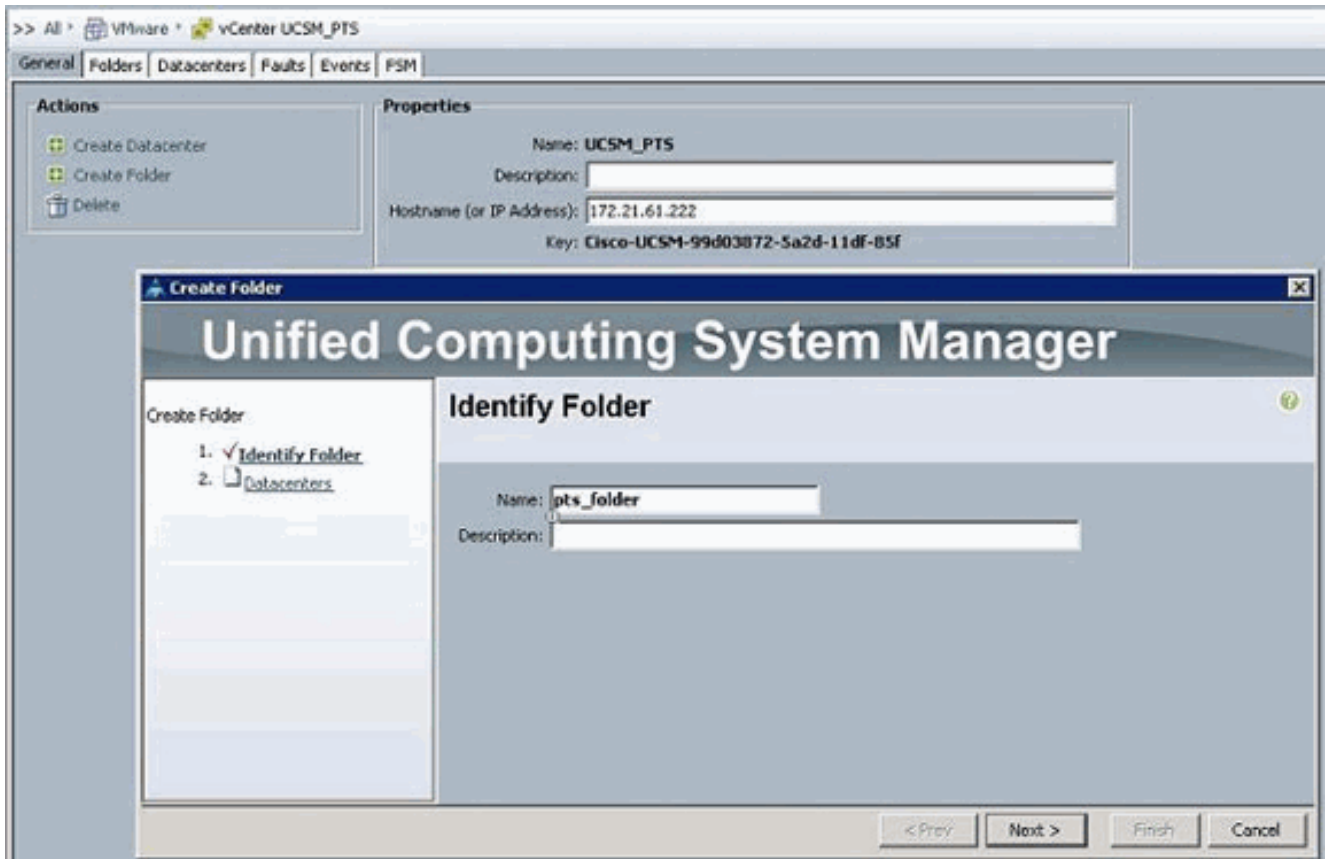 >> All VMware vCenter UCSM_PTS
General Folders Datacenters Faults Events FSM
Actions
Create Datacenter
Create Folder
Delete
Properties
Name: UCSM_PTS
Description:
Hostname (or IP Address): 172.21.61.222
Key: Cisco-UCSM-99d03872-5a2d-11df-85f
Create Folder
Unified Computing System Manager
Create Folder
1. Identify Folder
2. Datacenters
Identify Folder
Name: pts_folder
Description:
< Prev Next > Finish Cancel